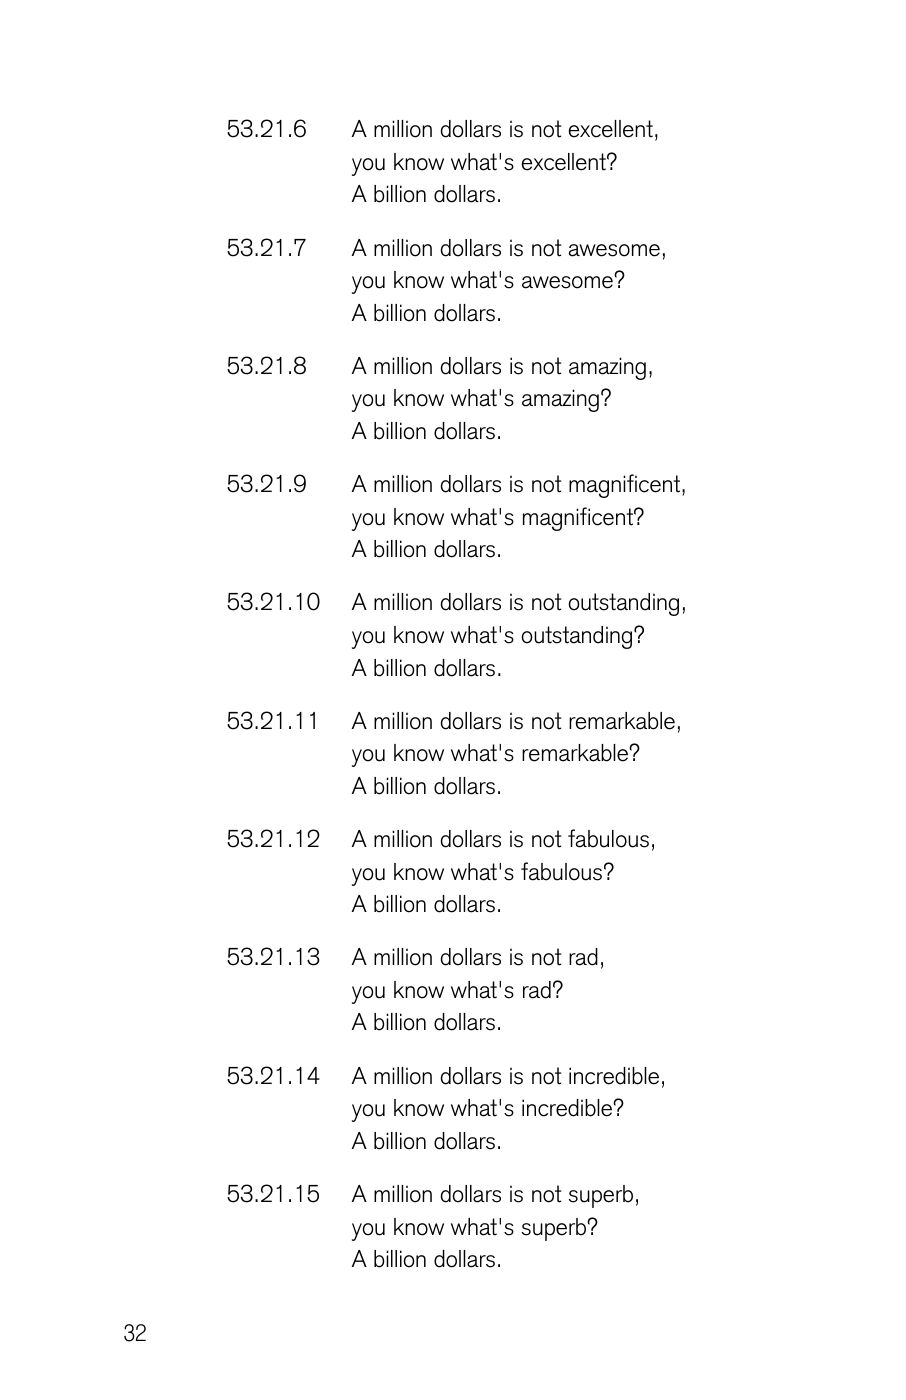 53.21.6 A million dollars is not excellent,
you know what's excellent?
A billion dollars.
53.21.7 A million dollars is not awesome,
you know what's awesome?
A billion dollars.
53.21.8 A million dollars is not amazing,
you know what's amazing?
A billion dollars.
53.21.9 A million dollars is not magnificent,
you know what's magnificent?
A billion dollars.
53.21.10 A million dollars is not outstanding,
you know what's outstanding?
A billion dollars.
53.21.11 A million dollars is not remarkable,
you know what's remarkable?
A billion dollars.
53.21.12 A million dollars is not fabulous,
you know what's fabulous?
A billion dollars.
53.21.13 A million dollars is not rad,
you know what's rad?
A billion dollars.
53.21.14 A million dollars is not incredible,
you know what's incredible?
A billion dollars.
53.21.15 A million dollars is not superb,
you know what's superb?
A billion dollars.
32